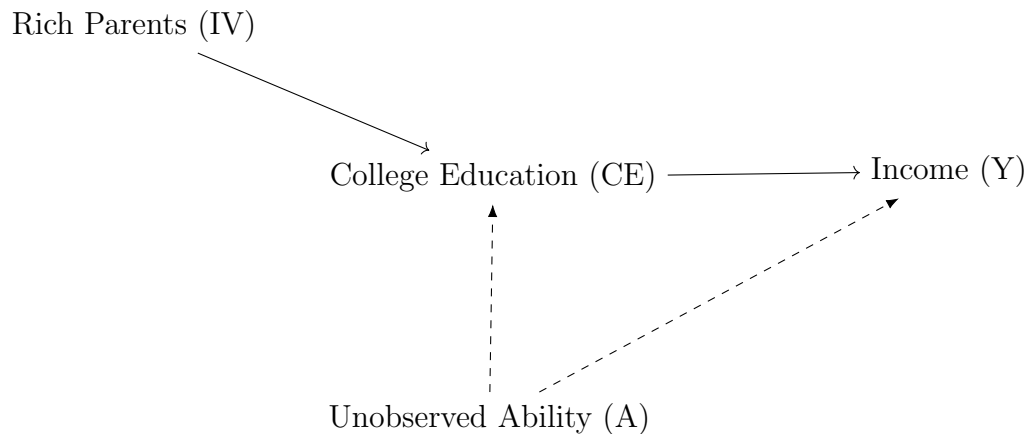 Rich Parents (IV)
College Education (CE)
Income (Y)
Unobserved Ability (A)